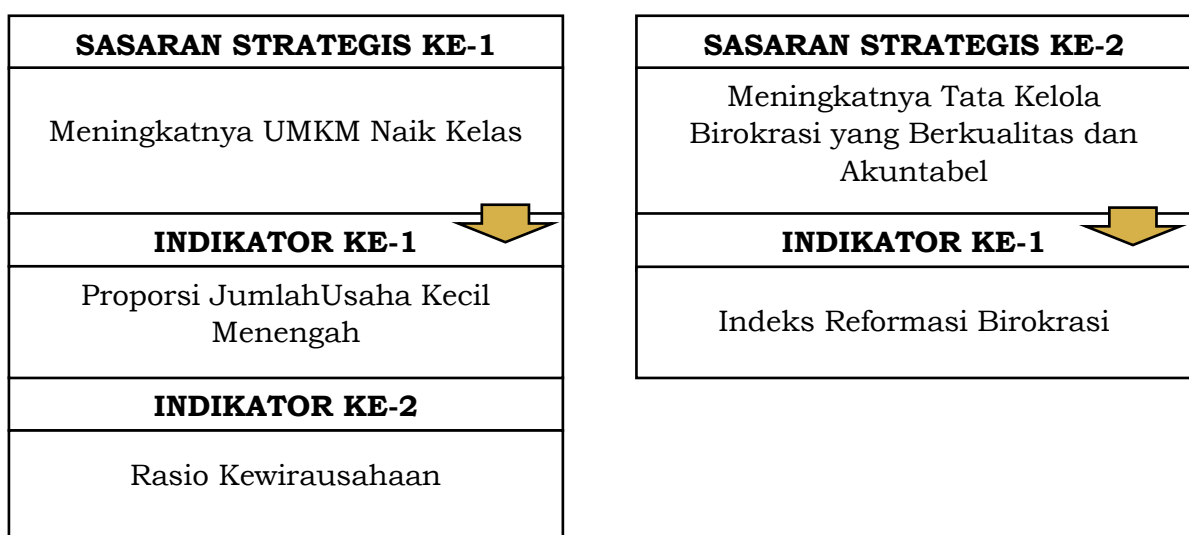 SASARAN STRATEGIS KE-1
Meningkatnya UMKM Naik Kelas
INDIKATOR KE-1
Proporsi JumlahUsaha Kecil
Menengah
INDIKATOR KE-2
Rasio Kewirausahaan
SASARAN STRATEGIS KE-2
Meningkatnya Tata Kelola
Birokrasi yang Berkualitas dan
Akuntabel
INDIKATOR KE-1
Indeks Reformasi Birokrasi